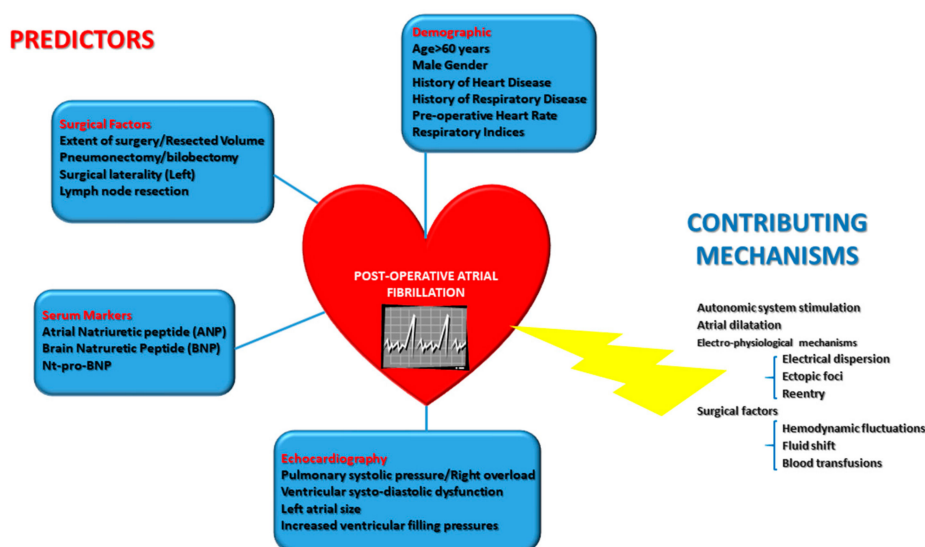 PREDICTORS
Demographic
Age>60 years
Male Gender
History of Heart Disease
History of Respiratory Disease
Pre-operative Heart Rate
Respiratory Indices
Surgical Factors
Extent of surgery/Resected Volume
Pneumonectomy/bilobectomy
Surgical laterality (Left)
Lymph node resection
POST-OPERATIVE ATRIAL
FIBRILLATION
Serum Markers
Atrial Natriuretic peptide (ANP)
Brain Natruretic Peptide (BNP)
Nt-pro-BNP
Echocardiography
Pulmonary systolic pressure/Right overload
Ventricular systo-diastolic dysfunction
Left atrial size
Increased ventricular filling pressures
CONTRIBUTING
MECHANISMS
Autonomic system stimulation
Atrial dilatation
Electro-physiological mechanisms
Electrical dispersion
Ectopic foci
Reentry
Surgical factors
Hemodynamic fluctuations
Fluid shift
Blood transfusions